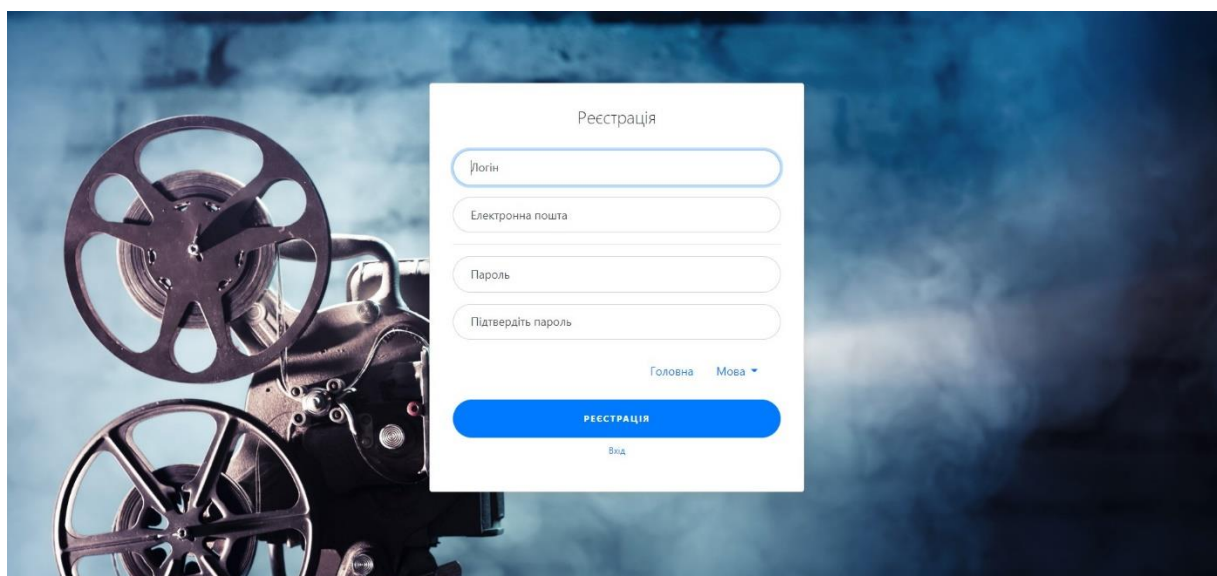 Реєстрація
Логін
Електронна пошта
Пароль
Підтвердіть пароль
Головна Мова
РЕЄСТРАЦІЯ
Вхід